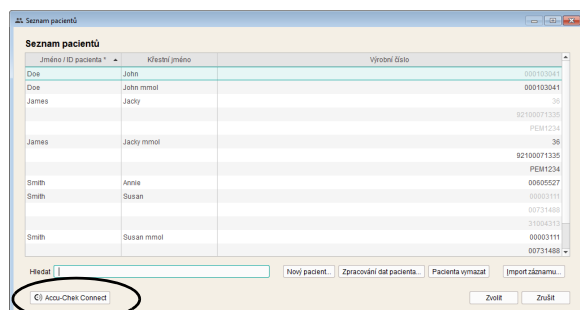 Seznam pacientů
Seznam pacientů
Jméno / ID pacienta * Křestní jméno Výrobní číslo
Doe John 000103941
Doe John mmol 000103041
James Jacky 36
92100071335
PEM1234
James Jacky mmol 36
92100071335
PEM1234
Smith Annie 00605527
Smith Susan 00003111
00731488
31004313
Smith Susan mmol 00003111
00731488
Hledat Nový pacient... Zpracování dat pacienta... Pacienta vymazat Import záznamu...
Accu-Chek Connect Zvolit Zrušit